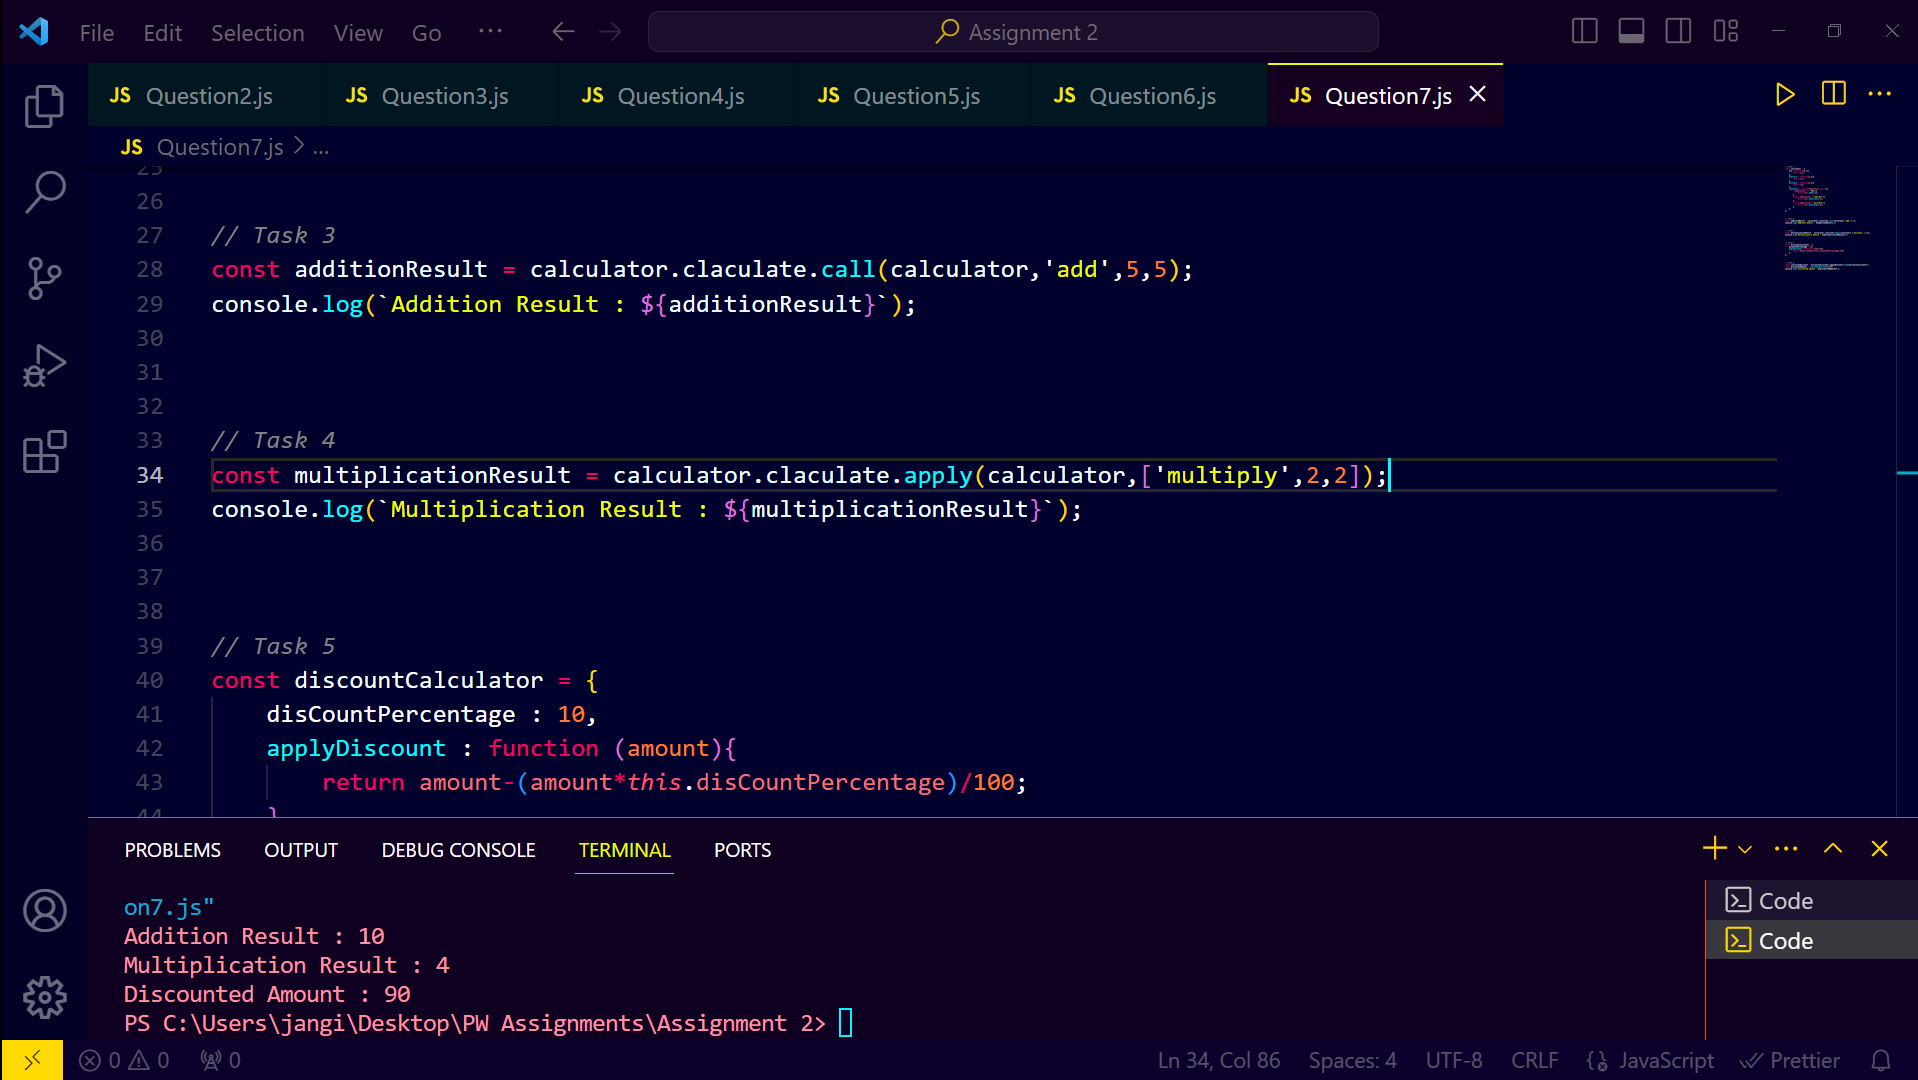 File Edit Selection View Go ··· Assignment 2
JS Question2.js JS Question3.js JS Question4.js JS Question5.js JS Question6.js JS Question7.js
JS Question7.js > ...
25
26
27 // Task 3
28 const additionResult = calculator.claculate.call(calculator,'add',5,5);
29 console.log(`Addition Result : ${additionResult}`);
30
31
32
33 // Task 4
34 const multiplicationResult = calculator.claculate.apply(calculator,['multiply',2,2]);
35 console.log(`Multiplication Result : ${multiplicationResult}`);
36
37
38
39 // Task 5
40 const discountCalculator = {
41 disCountPercentage : 10,
42 applyDiscount : function (amount){
43 return amount-(amount*this.disCountPercentage)/100;
44 }
PROBLEMS OUTPUT DEBUG CONSOLE TERMINAL PORTS
on7.js"
Addition Result : 10
Multiplication Result : 4
Discounted Amount : 90
PS C:\Users\jangi\Desktop\PW Assignments\Assignment 2>
Code
Code
0 0 0 Ln 34, Col 86 Spaces: 4 UTF-8 CRLF JavaScript Prettier